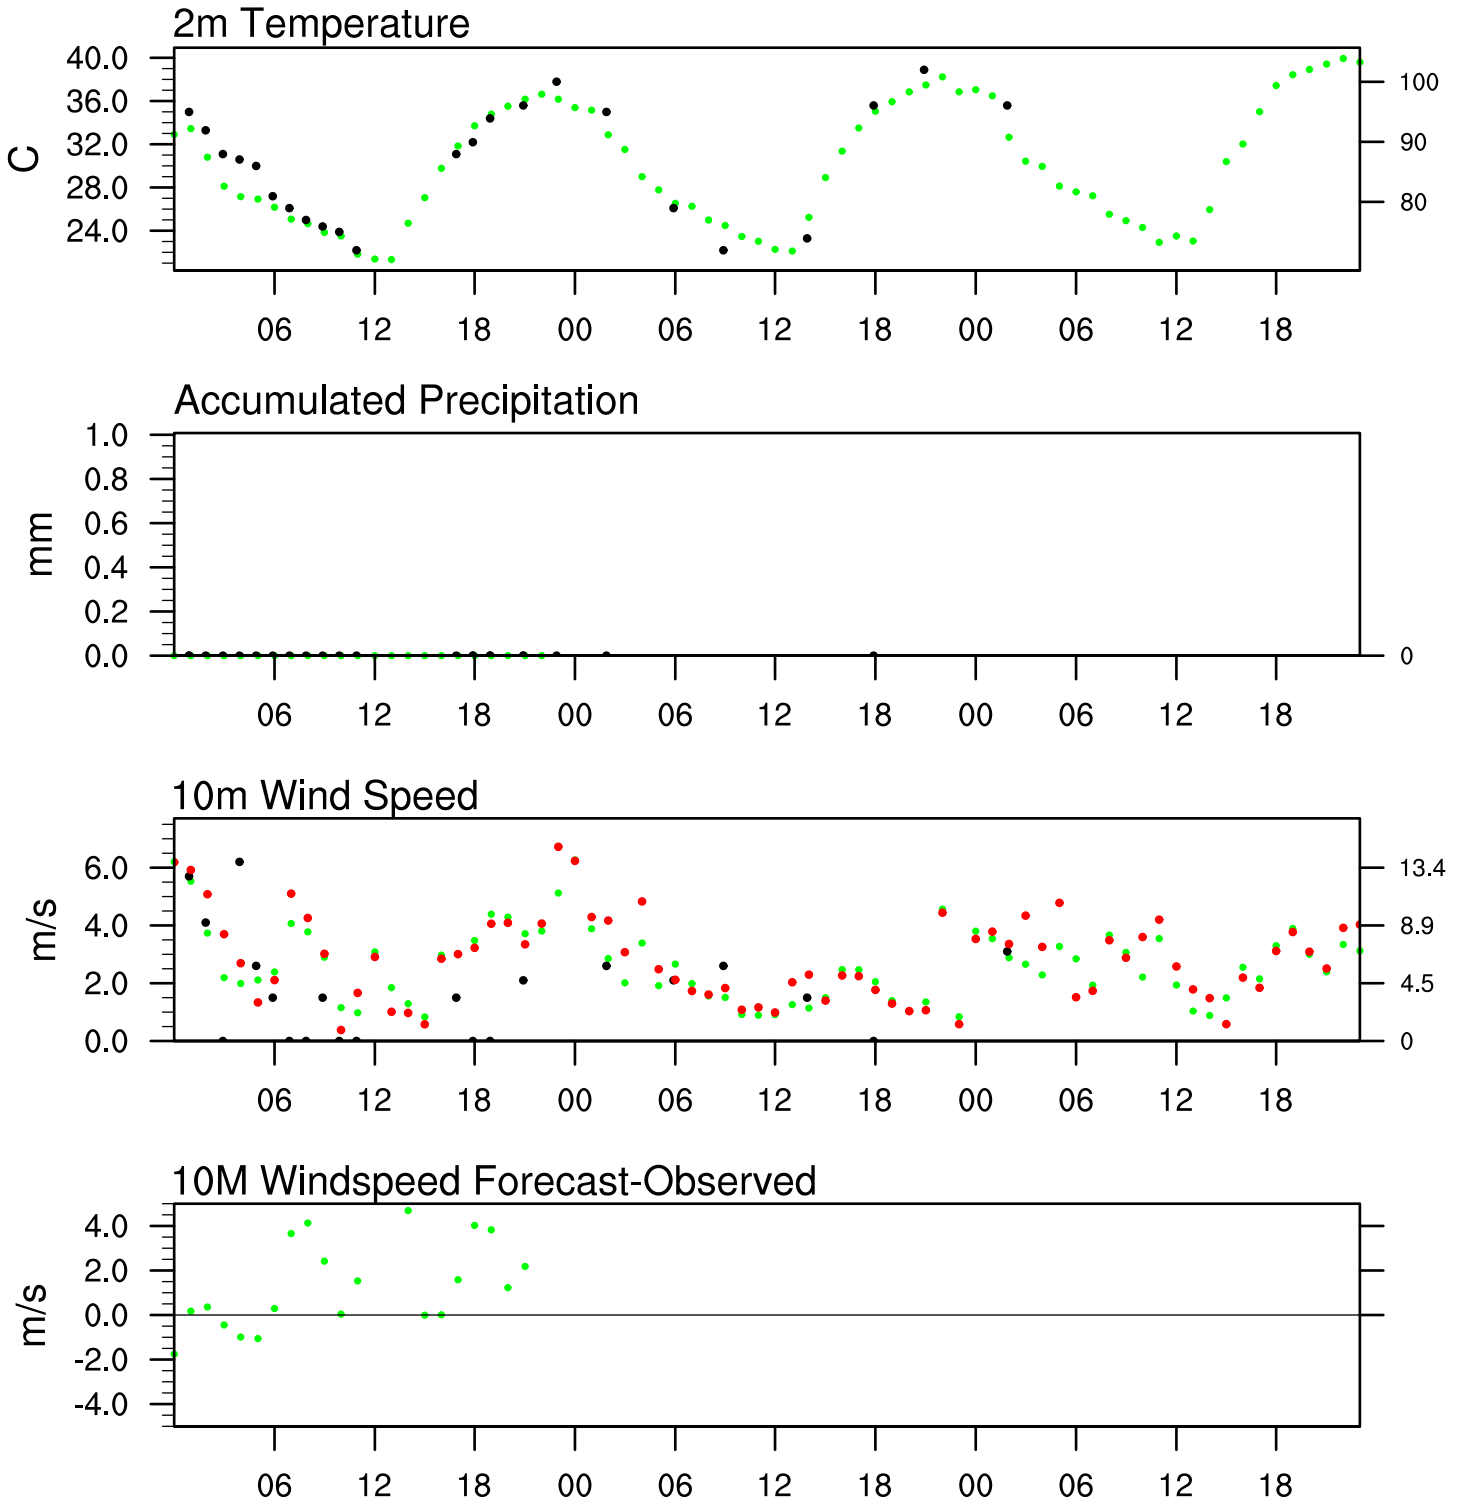 2m Temperature
40.0
36.0
32.0
28.0
24.0
C
100
90
80
06 12 18 00 06 12 18 00 06 12 18
Accumulated Precipitation
1.0
0.8
0.6
0.4
0.2
0.0
mm
0
06 12 18 00 06 12 18 00 06 12 18
10m Wind Speed
6.0
4.0
2.0
0.0
m/s
13.4
8.9
4.5
0
06 12 18 00 06 12 18 00 06 12 18
10M Windspeed Forecast-Observed
4.0
2.0
0.0
-2.0
-4.0
m/s
06 12 18 00 06 12 18 00 06 12 18